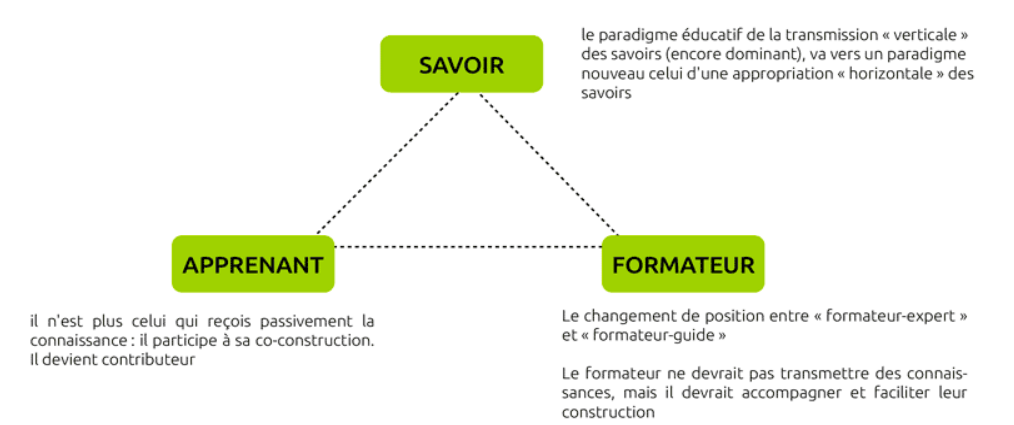 SAVOIR
le paradigme éducatif de la transmission « verticale »
des savoirs (encore dominant), va vers un paradigme
nouveau celui d'une appropriation « horizontale » des
savoirs
APPRENANT
il n'est plus celui qui reçois passivement la
connaissance : il participe à sa co-construction.
Il devient contributeur
FORMATEUR
Le changement de position entre « formateur-expert »
et « formateur-guide »
Le formateur ne devrait pas transmettre des connais-
sances, mais il devrait accompagner et faciliter leur
construction